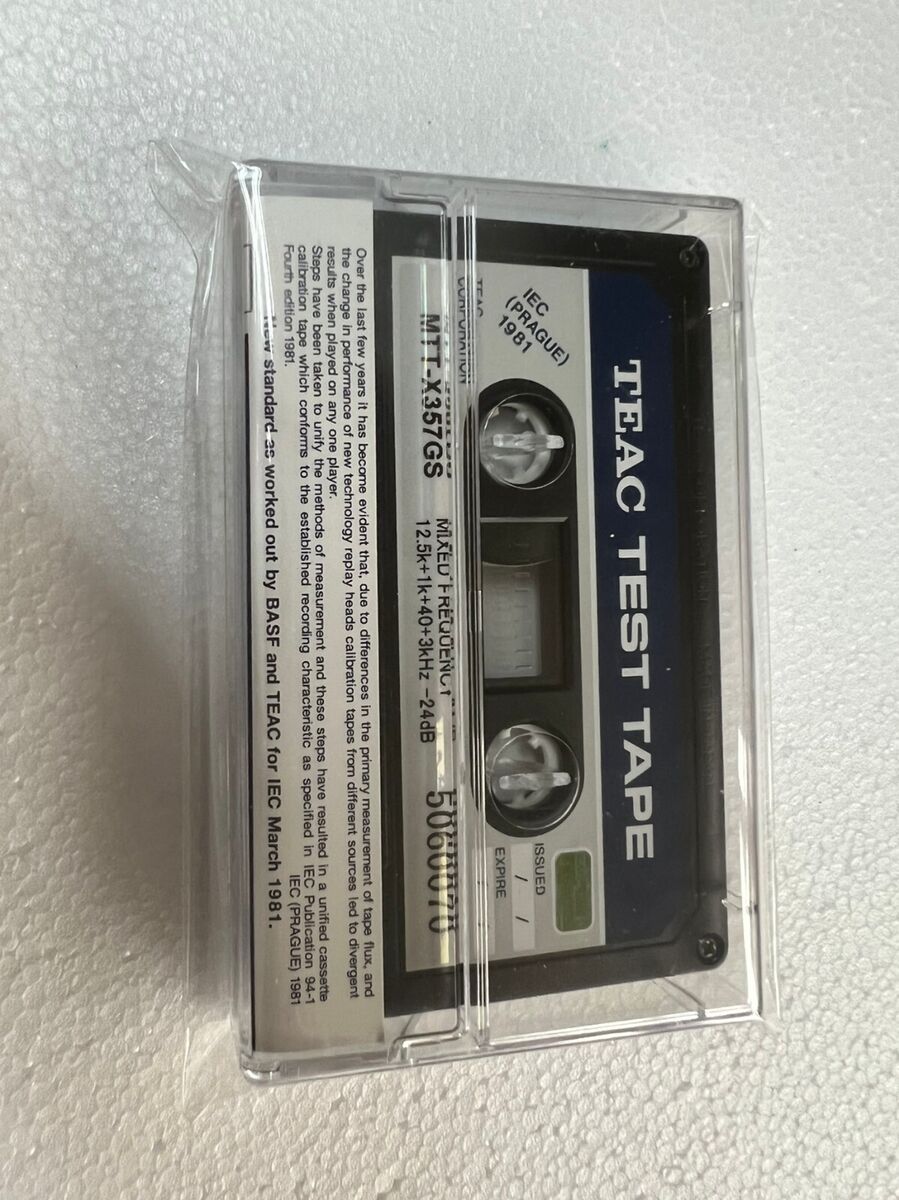 TEAC TEST TAPE
IEC
(PRAGUE)
1981
ISSUED
/ /
EXPIRE
TEAC
CORPORATION
MTT-X357GS
MIXED FREQUENCY
12.5k+1k+40+3kHz -24dB
5060070
Over the last few years it has become evident that, due to differences in the primary measurement of tape flux, and
the change in performance of new technology replay heads calibration tapes from different sources led to divergent
results when played on any one player.
Steps have been taken to unify the methods of measurement and these steps have resulted in a unified cassette
calibration tape which conforms to the established recording characteristic as specified in IEC Publication 94-1
Fourth edition 1981. IEC (PRAGUE) 1981
New standard as worked out by BASF and TEAC for IEC March 1981.